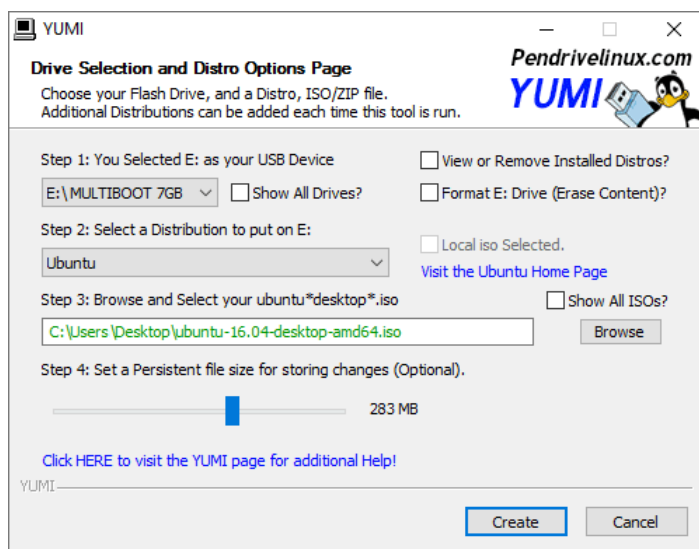 YUMI
Pendrivelinux.com
Drive Selection and Distro Options Page
YUMI
Choose your Flash Drive, and a Distro, ISO/ZIP file.
Additional Distributions can be added each time this tool is run.
Step 1: You Selected E: as your USB Device
View or Remove Installed Distros?
E:\MULTIBOOT 7GB
Show All Drives?
Format E: Drive (Erase Content)?
Step 2: Select a Distribution to put on E:
Local iso Selected.
Ubuntu
Visit the Ubuntu Home Page
Step 3: Browse and Select your ubuntu*desktop*.iso
Show All ISOs?
C:\Users\Desktop\ubuntu-16.04-desktop-amd64.iso
Browse
Step 4: Set a Persistent file size for storing changes (Optional).
283 MB
Click HERE to visit the YUMI page for additional Help!
YUMI
Create
Cancel